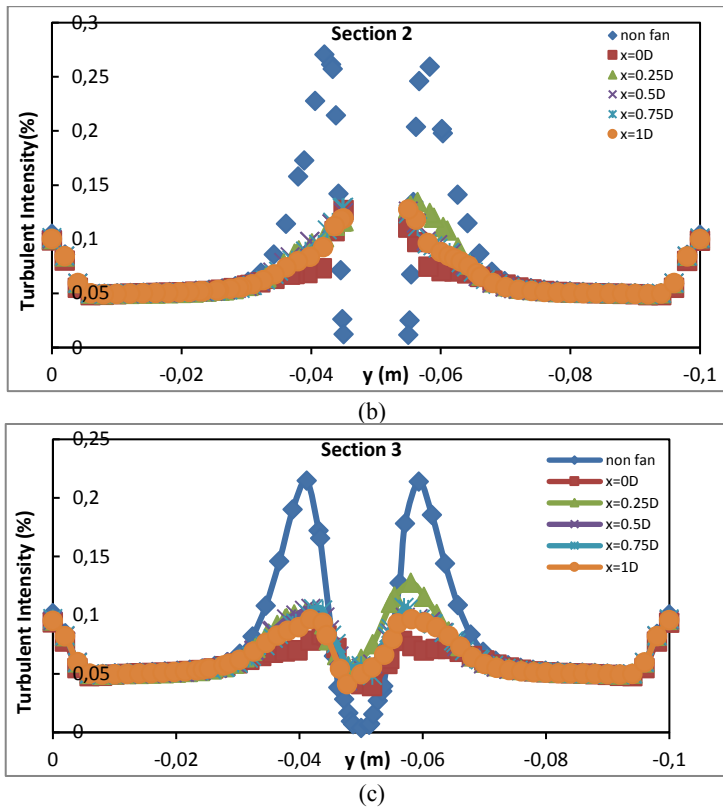 Section 2
0,3
0,25
0,2
0,15
0,1
0,05
0
Turbulent Intensity(%)
0
-0,02
-0,04
-0,06
-0,08
-0,1
y (m)
non fan
x=0D
x=0.25D
x=0.5D
x=0.75D
x=1D
(b)
Section 3
0,25
0,2
0,15
0,1
0,05
0
Turbulent Intensity (%)
0
-0,02
-0,04
-0,06
-0,08
-0,1
y (m)
non fan
x=0D
x=0.25D
x=0.5D
x=0.75D
x=1D
(c)